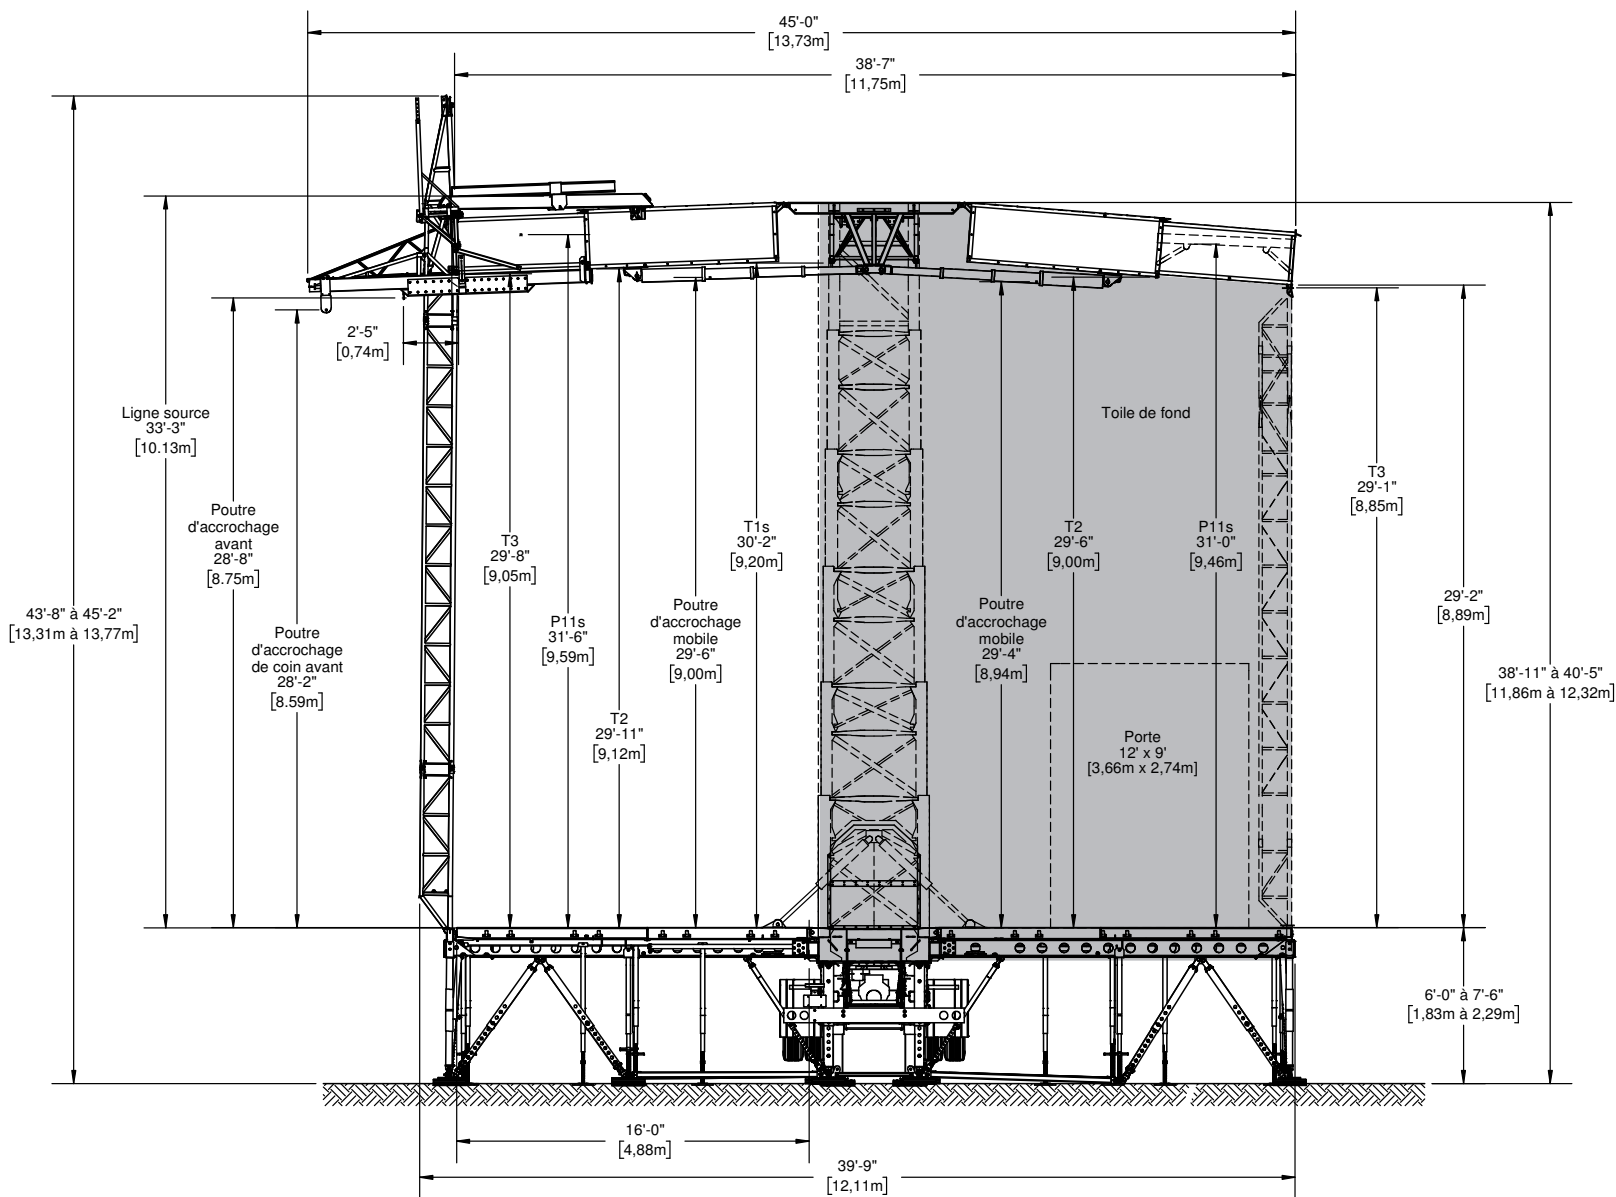 45'-0"
[13,73m]
38'-7"
[11,75m]
2'-5"
[0,74m]
Ligne source
33'-3"
[10.13m]
Poutre
d'accrochage
avant
28'-8"
[8.75m]
43'-8" à 45'-2"
[13,31m à 13,77m]
Poutre
d'accrochage
de coin avant
28'-2"
[8.59m]
T3
29'-8"
[9,05m]
P11s
31'-6"
[9,59m]
T2
29'-11"
[9,12m]
Poutre
d'accrochage
mobile
29'-6"
[9,00m]
T1s
30'-2"
[9,20m]
Toile de fond
Poutre
d'accrochage
mobile
29'-4"
[8,94m]
T2
29'-6"
[9,00m]
P11s
31'-0"
[9,46m]
T3
29'-1"
[8,85m]
29'-2"
[8,89m]
38'-11" à 40'-5"
[11,86m à 12,32m]
Porte
12' x 9'
[3,66m x 2,74m]
6'-0" à 7'-6"
[1,83m à 2,29m]
16'-0"
[4,88m]
39'-9"
[12,11m]